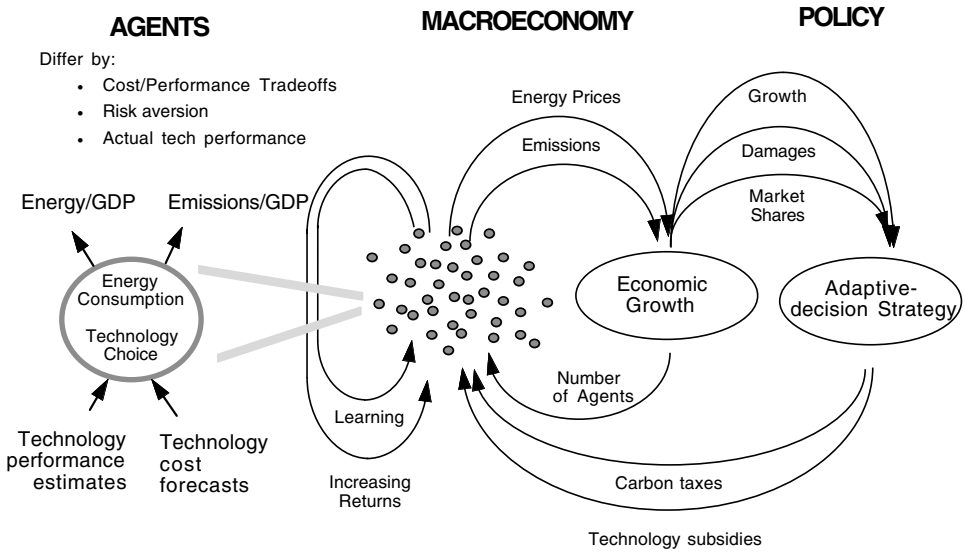 AGENTS
MACROECONOMY
POLICY
Differ by:
• Cost/Performance Tradeoffs
• Risk aversion
• Actual tech performance
Energy Prices
Emissions
Growth
Damages
Market
Shares
Energy/GDP
Emissions/GDP
Energy
Consumption
Technology
Choice
Economic
Growth
Adaptive-
decision Strategy
Number
of Agents
Learning
Technology
performance
estimates
Technology
cost
forecasts
Increasing
Returns
Carbon taxes
Technology subsidies